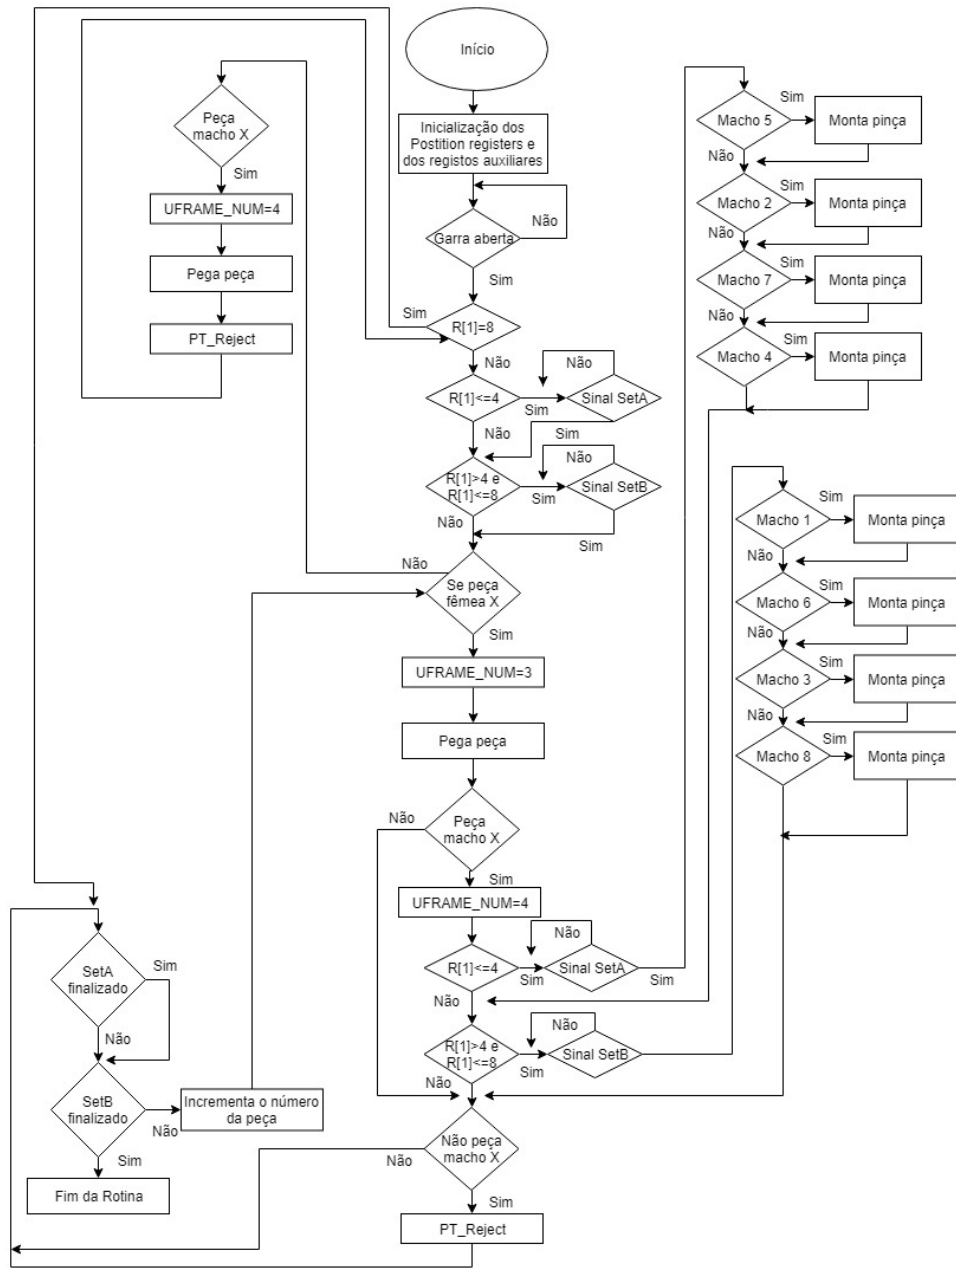 Início
Inicialização dos
Postition registers e
dos registos auxiliares
Não
Garra aberta
Sim
Sim
R[1]=8
Não
Não
R[1]<=4
Sim
Sinal SetA
Não
Sim
Não
R[1]>4 e
R[1]<=8
Sim
Sinal SetB
Não
Sim
Não
Se peça
fêmea X
Sim
UFRAME_NUM=3
Pega peça
Não
Peça
macho X
Sim
UFRAME_NUM=4
Não
R[1]<=4
Sim
Sinal SetA
Sim
Não
Não
R[1]>4 e
R[1]<=8
Sim
Sinal SetB
Não
Não peça
macho X
Não
Sim
PT_Reject
Peça
macho X
Sim
UFRAME_NUM=4
Pega peça
PT_Reject
SetA
finalizado
Sim
Não
SetB
finalizado
Não
Incrementa o número
da peça
Sim
Fim da Rotina
Macho 5
Sim
Monta pinça
Não
Macho 2
Sim
Monta pinça
Não
Macho 7
Sim
Monta pinça
Não
Macho 4
Sim
Monta pinça
Macho 1
Sim
Monta pinça
Não
Macho 6
Sim
Monta pinça
Não
Macho 3
Sim
Monta pinça
Não
Macho 8
Sim
Monta pinça